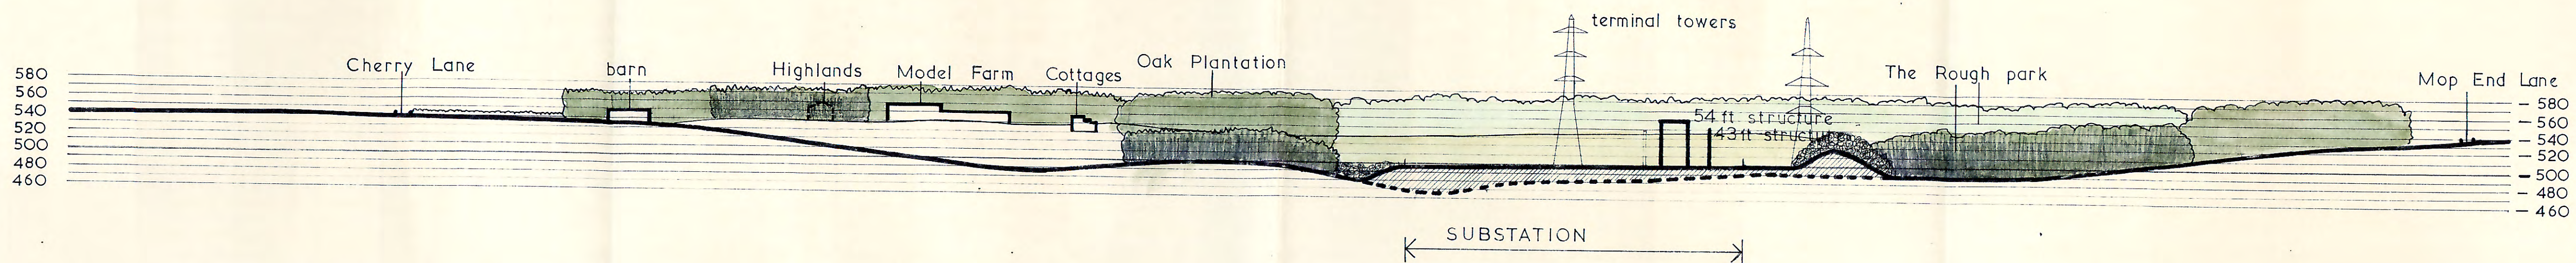 terminal towers
Cherry Lane
barn
Highlands
Model Farm
Cottages
Oak Plantation
The Rough park
Mop End Lane
580
560
540
520
500
480
460
54 ft structure
43 ft structure
580
560
540
520
500
480
460
SUBSTATION